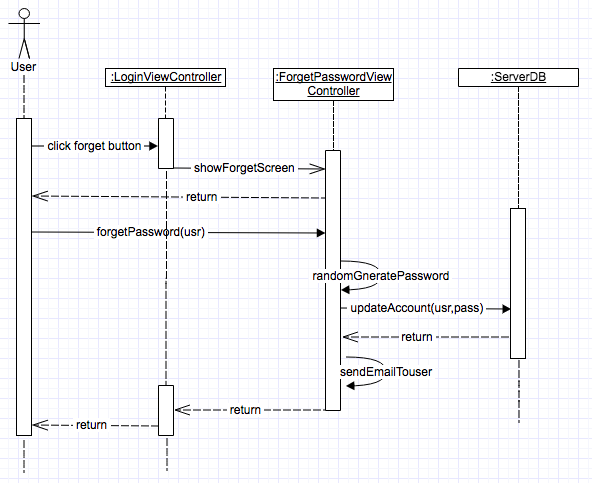 User
:LoginViewController
:ForgetPasswordView
Controller
:ServerDB
click forget button
showForgetScreen
return
forgetPassword(usr)
randomGneratePassword
updateAccount(usr,pass)
return
sendEmailTouser
return
return